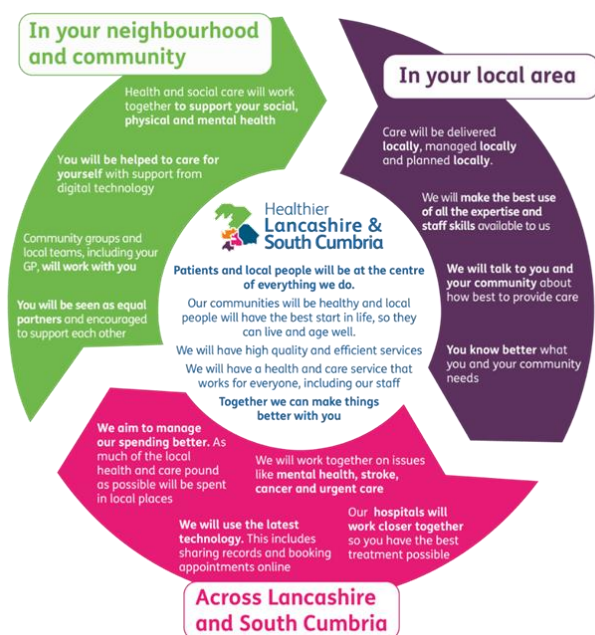 In your neighbourhood
and community
Health and social care will work
together to support your social,
physical and mental health
You will be helped to care for
yourself with support from
digital technology
Community groups and
local teams, including your
GP, will work with you
You will be seen as equal
partners and encouraged
to support each other
In your local area
Care will be delivered
locally, managed locally
and planned locally.
We will make the best use
of all the expertise and
staff skills available to us
We will talk to you and
your community about
how best to provide care
You know better what
you and your community
needs
Healthier
Lancashire &
South Cumbria
Patients and local people will be at the centre
of everything we do.
Our communities will be healthy and local
people will have the best start in life, so they
can live and age well.
We will have high quality and efficient services
We will have a health and care service that
works for everyone, including our staff
Together we can make things
better with you
We aim to manage
our spending better. As
much of the local
health and care pound
as possible will be spent
in local places
We will work together on issues
like mental health, stroke,
cancer and urgent care
We will use the latest
technology. This includes
sharing records and booking
appointments online
Our hospitals will
work closer together
so you have the best
treatment possible
Across Lancashire
and South Cumbria